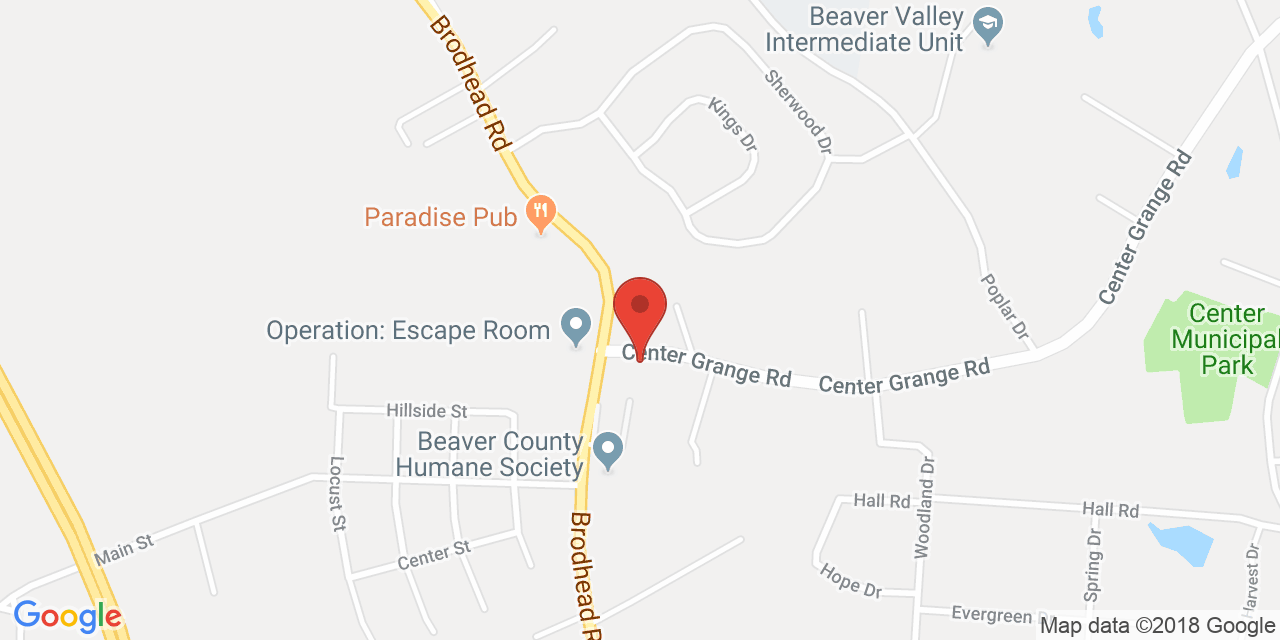 Beaver Valley
Intermediate Unit
Brodhead Rd
Sherwood Dr
Kings Dr
Paradise Pub
Center Grange Rd
Poplar Dr
Center
Municipal
Park
Operation: Escape Room
Center Grange Rd
Center Grange Rd
Hillside St
Beaver County
Humane Society
Locust St
Main St
Center St
Brodhead R
Hall Rd
Hall Rd
Woodland Dr
Spring Dr
Harvest Dr
Hope Dr
Evergreen D
Google
Map data ©2018 Google